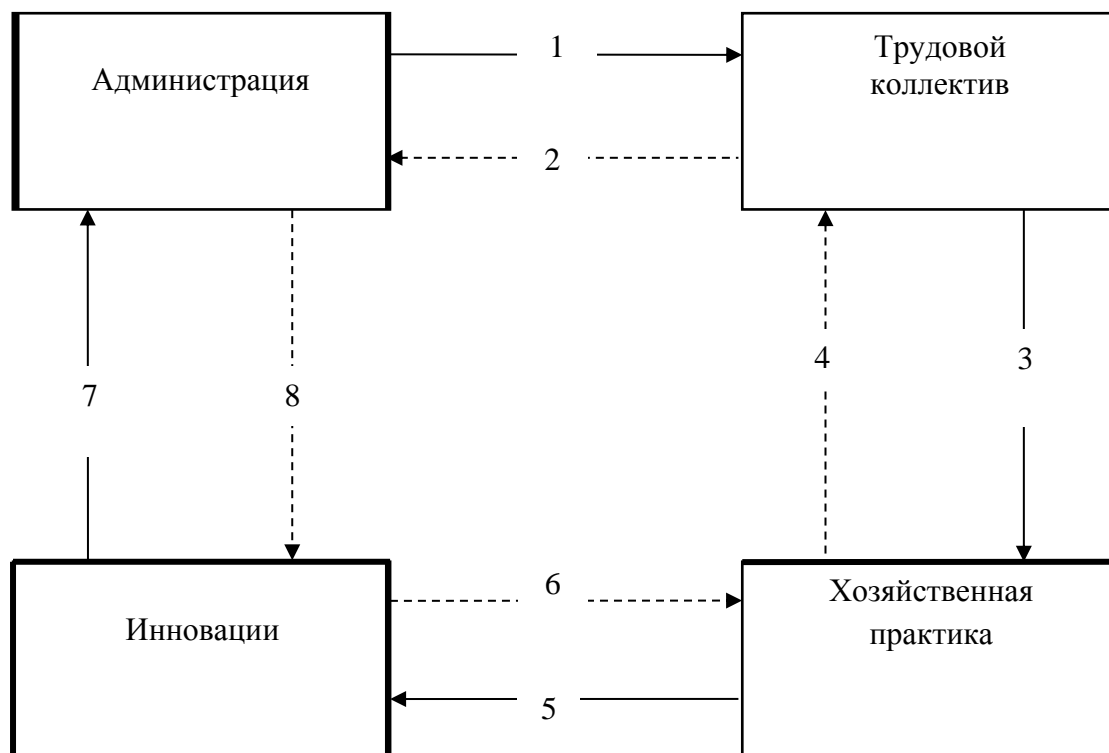 Администрация
1
Трудовой
коллектив
2
7
8
4
3
Инновации
6
Хозяйственная
практика
5